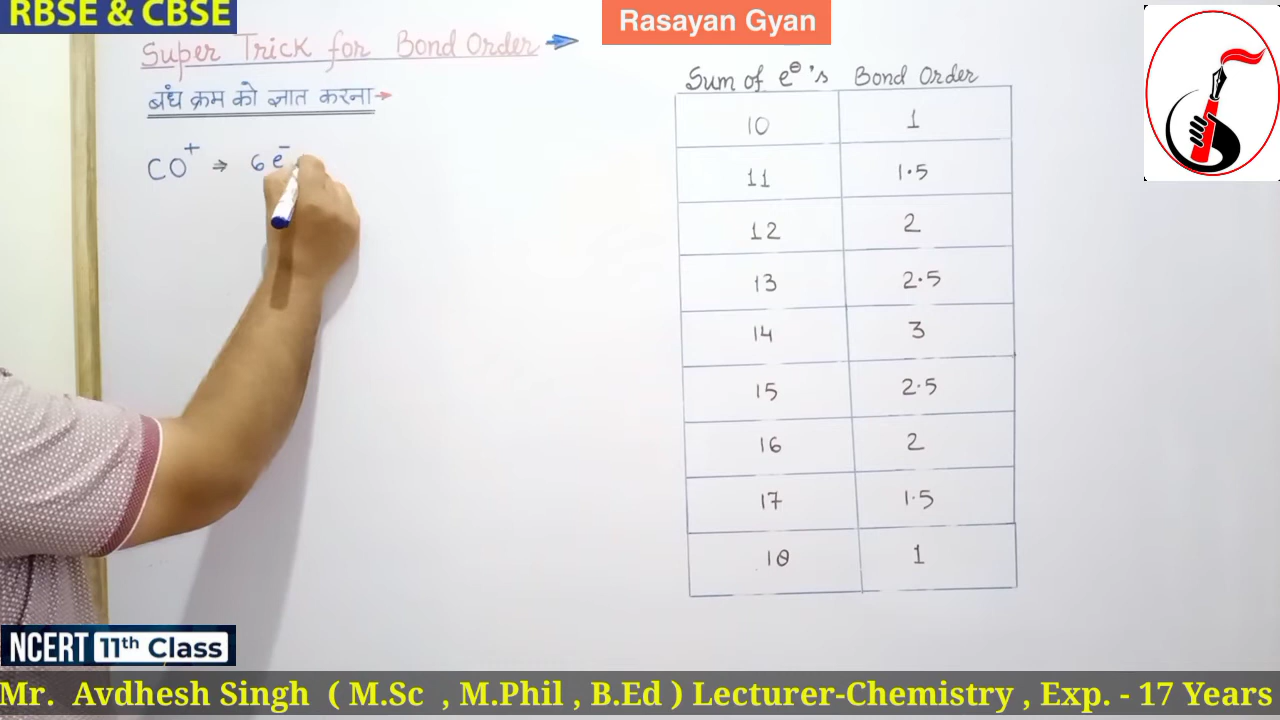 RBSE & CBSE
Rasayan Gyan
Super Trick for Bond Order
बंध क्रम को ज्ञात करना
CO⁺ ⇒ 6e⁻
Sum of e⊖'s Bond Order
10 1
11 1.5
12 2
13 2.5
14 3
15 2.5
16 2
17 1.5
18 1
NCERT 11th Class
Mr. Avdhesh Singh ( M.Sc , M.Phil , B.Ed ) Lecturer-Chemistry , Exp. - 17 Years